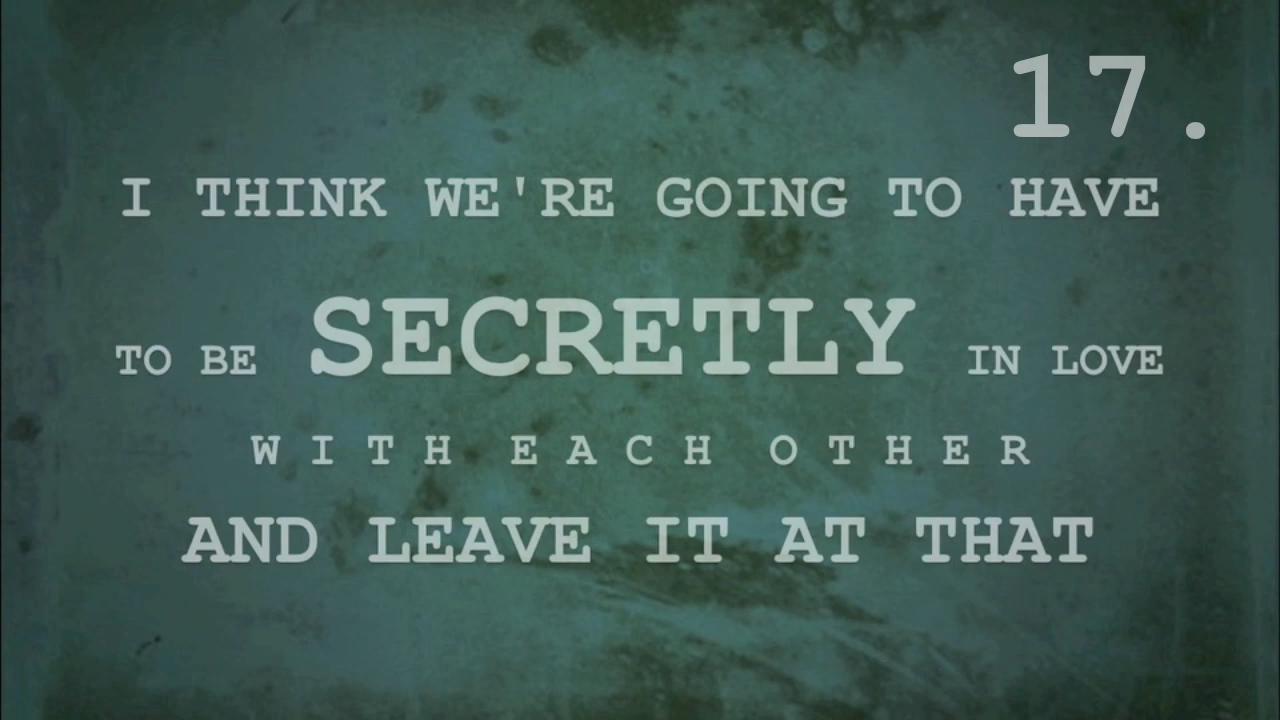 17.
I THINK WE'RE GOING TO HAVE
TO BE SECRETLY IN LOVE
WITH EACH OTHER
AND LEAVE IT AT THAT